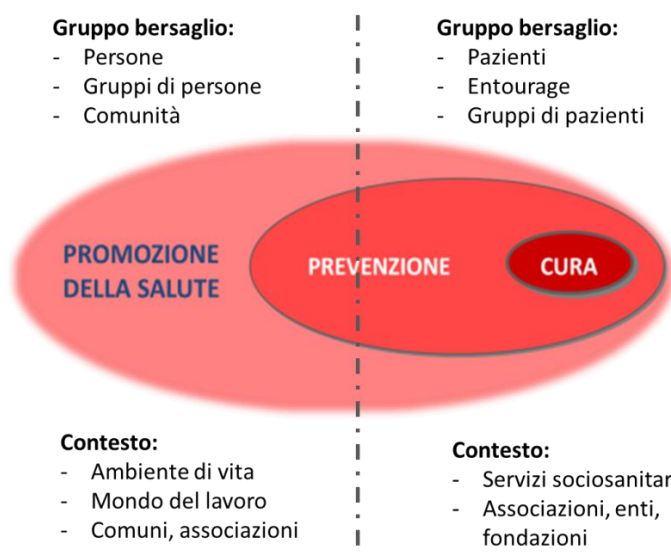 Gruppo bersaglio:
- Persone
- Gruppi di persone
- Comunità
Gruppo bersaglio:
- Pazienti
- Entourage
- Gruppi di pazienti
PROMOZIONE
DELLA SALUTE
PREVENZIONE
CURA
Contesto:
- Ambiente di vita
- Mondo del lavoro
- Comuni, associazioni
Contesto:
- Servizi sociosanitar
- Associazioni, enti,
fondazioni